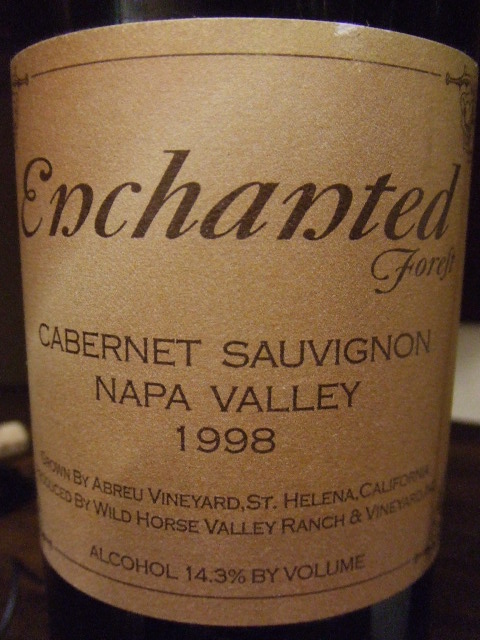 Enchanted
Forest
CABERNET SAUVIGNON
NAPA VALLEY
1998
GROWN BY ABREU VINEYARD, ST. HELENA, CALIFORNIA
PRODUCED BY WILD HORSE VALLEY RANCH & VINEYARD,
ALCOHOL 14.3% BY VOLUME